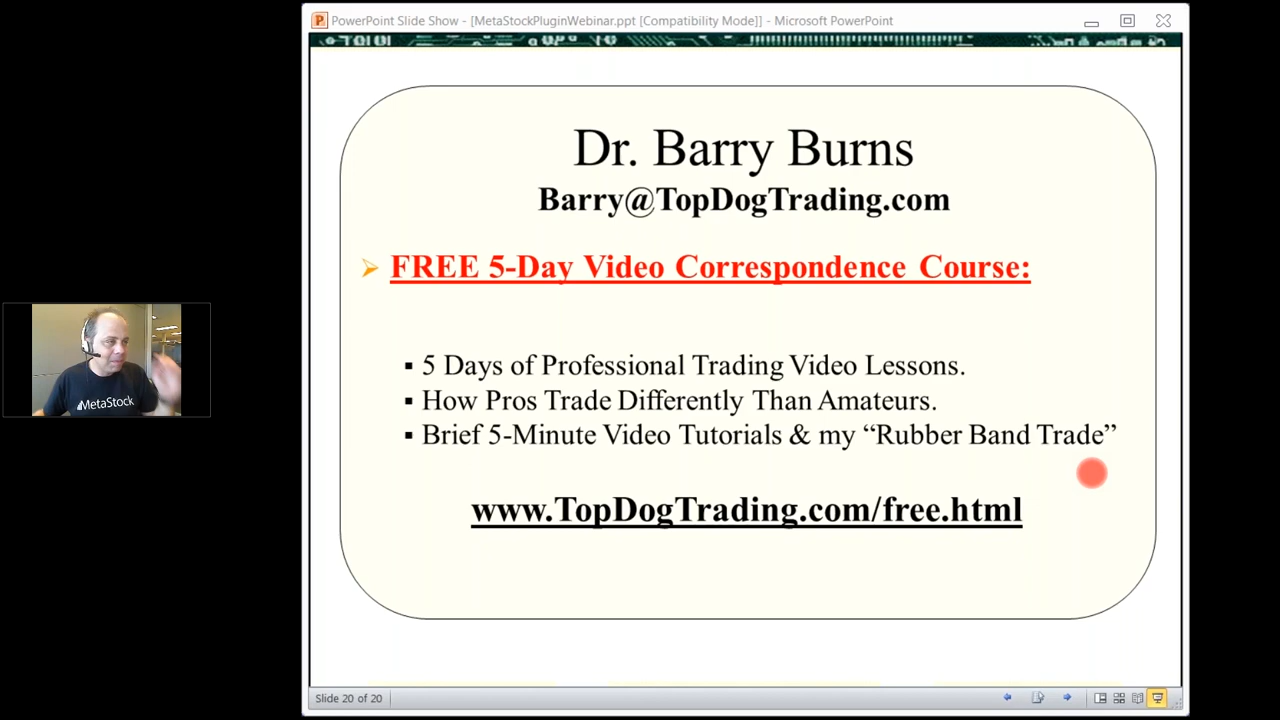 PowerPoint Slide Show - [MetaStockPluginWebinar.ppt [Compatibility Mode]] - Microsoft PowerPoint
Dr. Barry Burns
Barry@TopDogTrading.com
FREE 5-Day Video Correspondence Course:
▪ 5 Days of Professional Trading Video Lessons.
▪ How Pros Trade Differently Than Amateurs.
▪ Brief 5-Minute Video Tutorials & my “Rubber Band Trade”
www.TopDogTrading.com/free.html
MetaStock
Slide 20 of 20